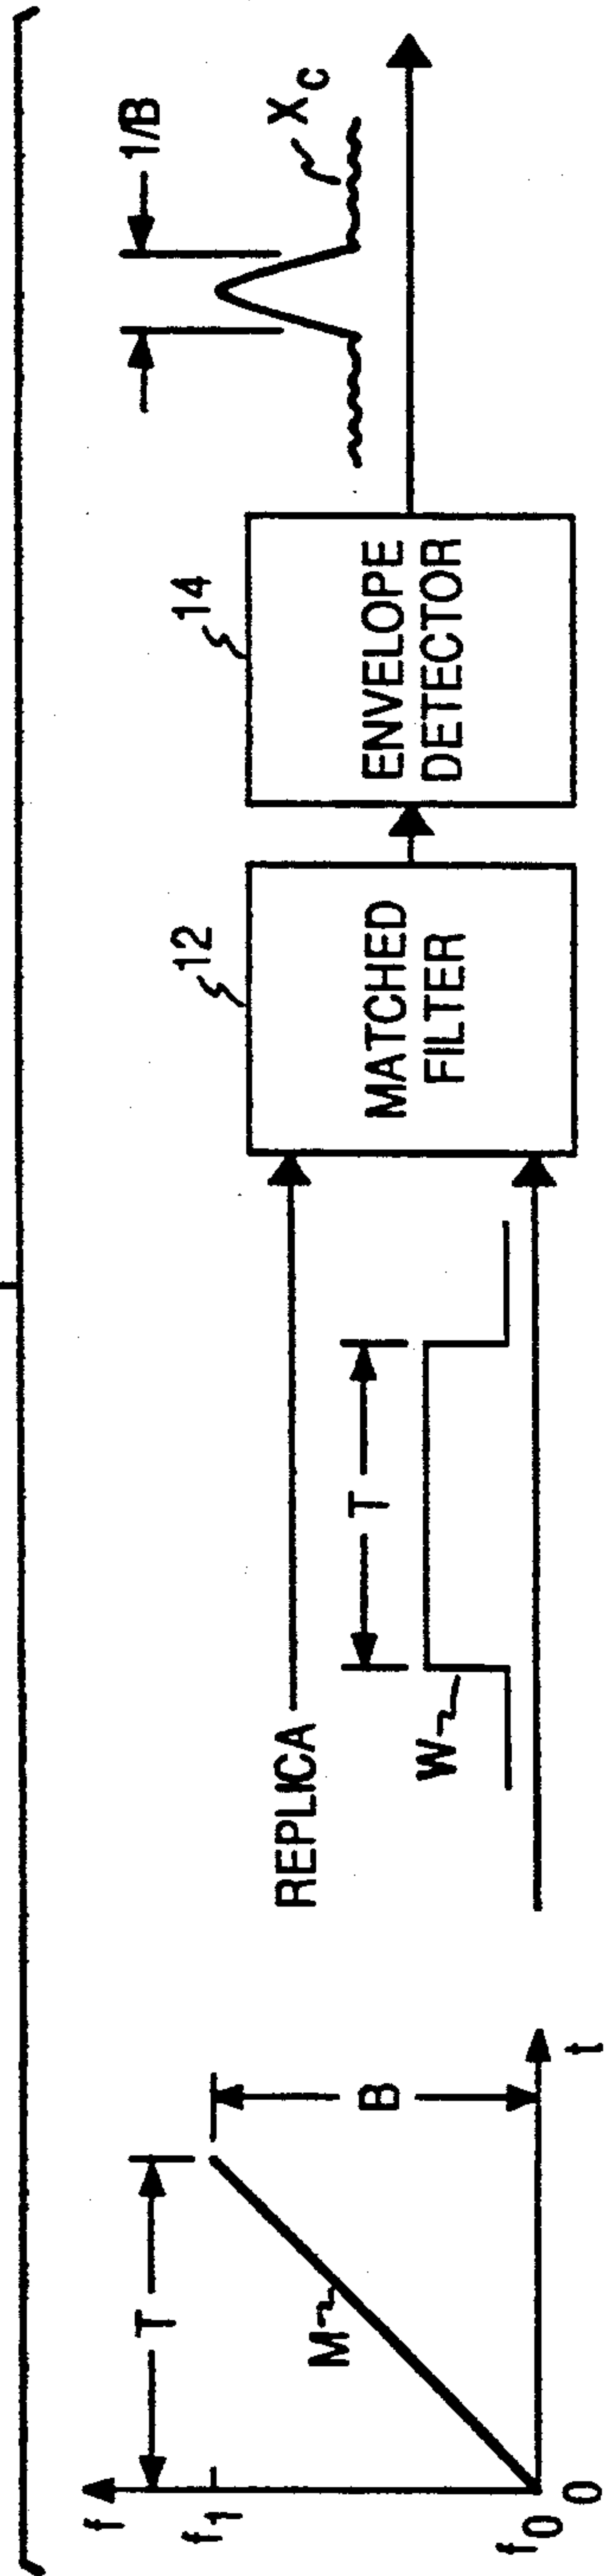 f
f1
f0
0
t
T
M
B
REPLICA
W
T
12
MATCHED
FILTER
14
ENVELOPE
DETECTOR
1/B
Xc